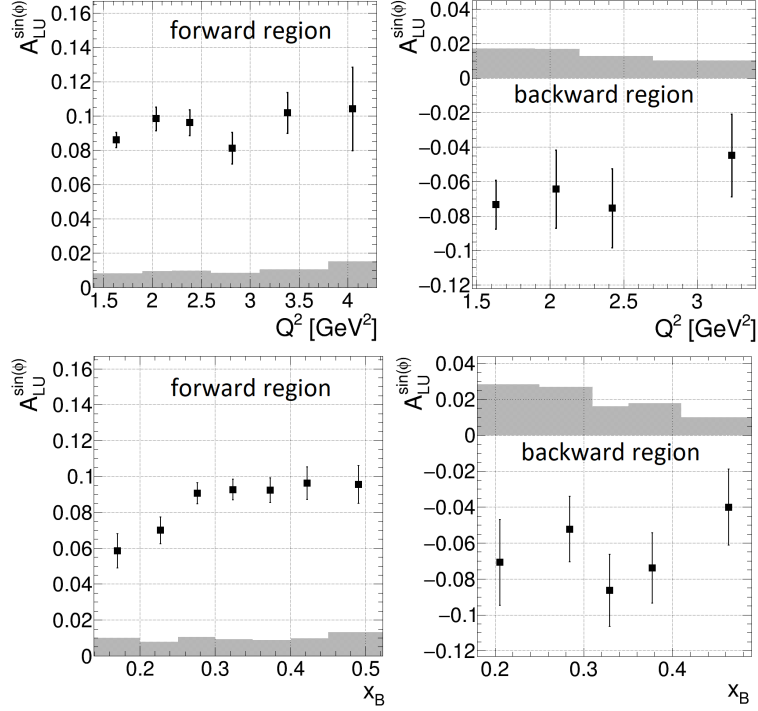 A_LU^sin(ϕ)
forward region
0.16
0.14
0.12
0.1
0.08
0.06
0.04
0.02
0
1.5 2 2.5 3 3.5 4
Q² [GeV²]
A_LU^sin(ϕ)
0.04
0.02
0
backward region
−0.02
−0.04
−0.06
−0.08
−0.1
−0.12
1.5 2 2.5 3
Q² [GeV²]
A_LU^sin(ϕ)
forward region
0.16
0.14
0.12
0.1
0.08
0.06
0.04
0.02
0
0.2 0.3 0.4 0.5
x_B
A_LU^sin(ϕ)
0.04
0.02
0
backward region
−0.02
−0.04
−0.06
−0.08
−0.1
−0.12
0.2 0.4
x_B